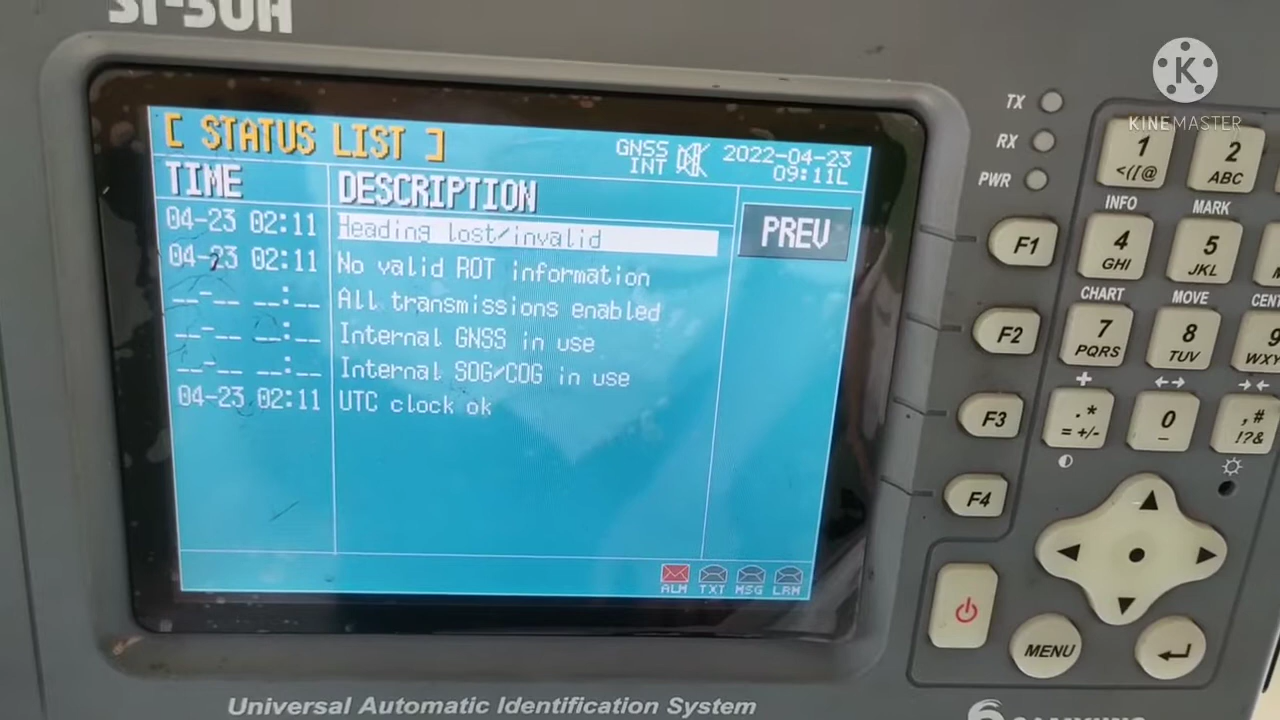 [ STATUS LIST ]
GNSS
INT
2022-04-23
09:11L
TIME DESCRIPTION
04-23 02:11 Heading lost/invalid
04-23 02:11 No valid ROT information
--_-- --:-- All transmissions enabled
--_-- --:-- Internal GNSS in use
--_-- --:-- Internal SOG/COG in use
04-23 02:11 UTC clock ok
PREV
ALM TXT MSG LRM
TX
RX
PWR
F1
F2
F3
F4
KINEMASTER
1
<([@
2
ABC
INFO
MARK
4
GHI
5
JKL
CHART
MOVE
7
PQRS
8
TUV
9
WXY
.*
= +/-
0
_
,#
!?&
MENU
Universal Automatic Identification System